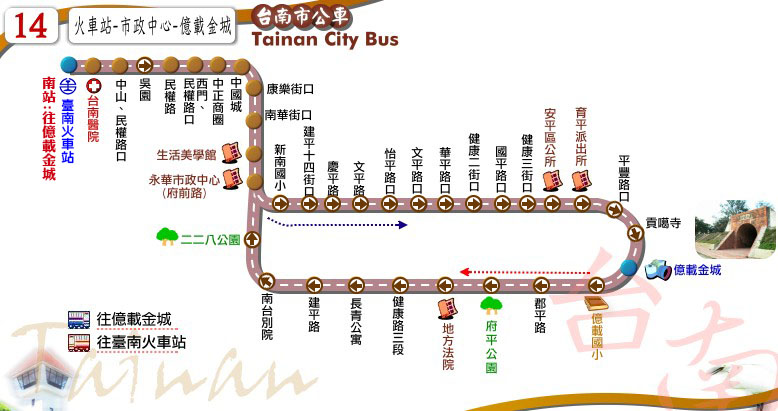 14
火車站-市政中心-億載金城
台南市公車
Tainan City Bus
南站:往億載金城
臺南火車站
台南醫院
中山、民權路口
吳園
民權路
西門、民權路口
中正商圈
中國城
康樂街口
南華街口
生活美學館
永華市政中心
(府前路)
新南國小
建平十四街口
慶平路
文平路
怡平路口
文平路口
華平路口
健康二街口
國平路口
健康三街口
安平區公所
育平派出所
平豐路口
貢噶寺
億載金城
億載國小
郡平路
府平公園
地方法院
健康路三段
長青公寓
建平路
南台別院
二二八公園
往億載金城
往臺南火車站
Tainan
台南